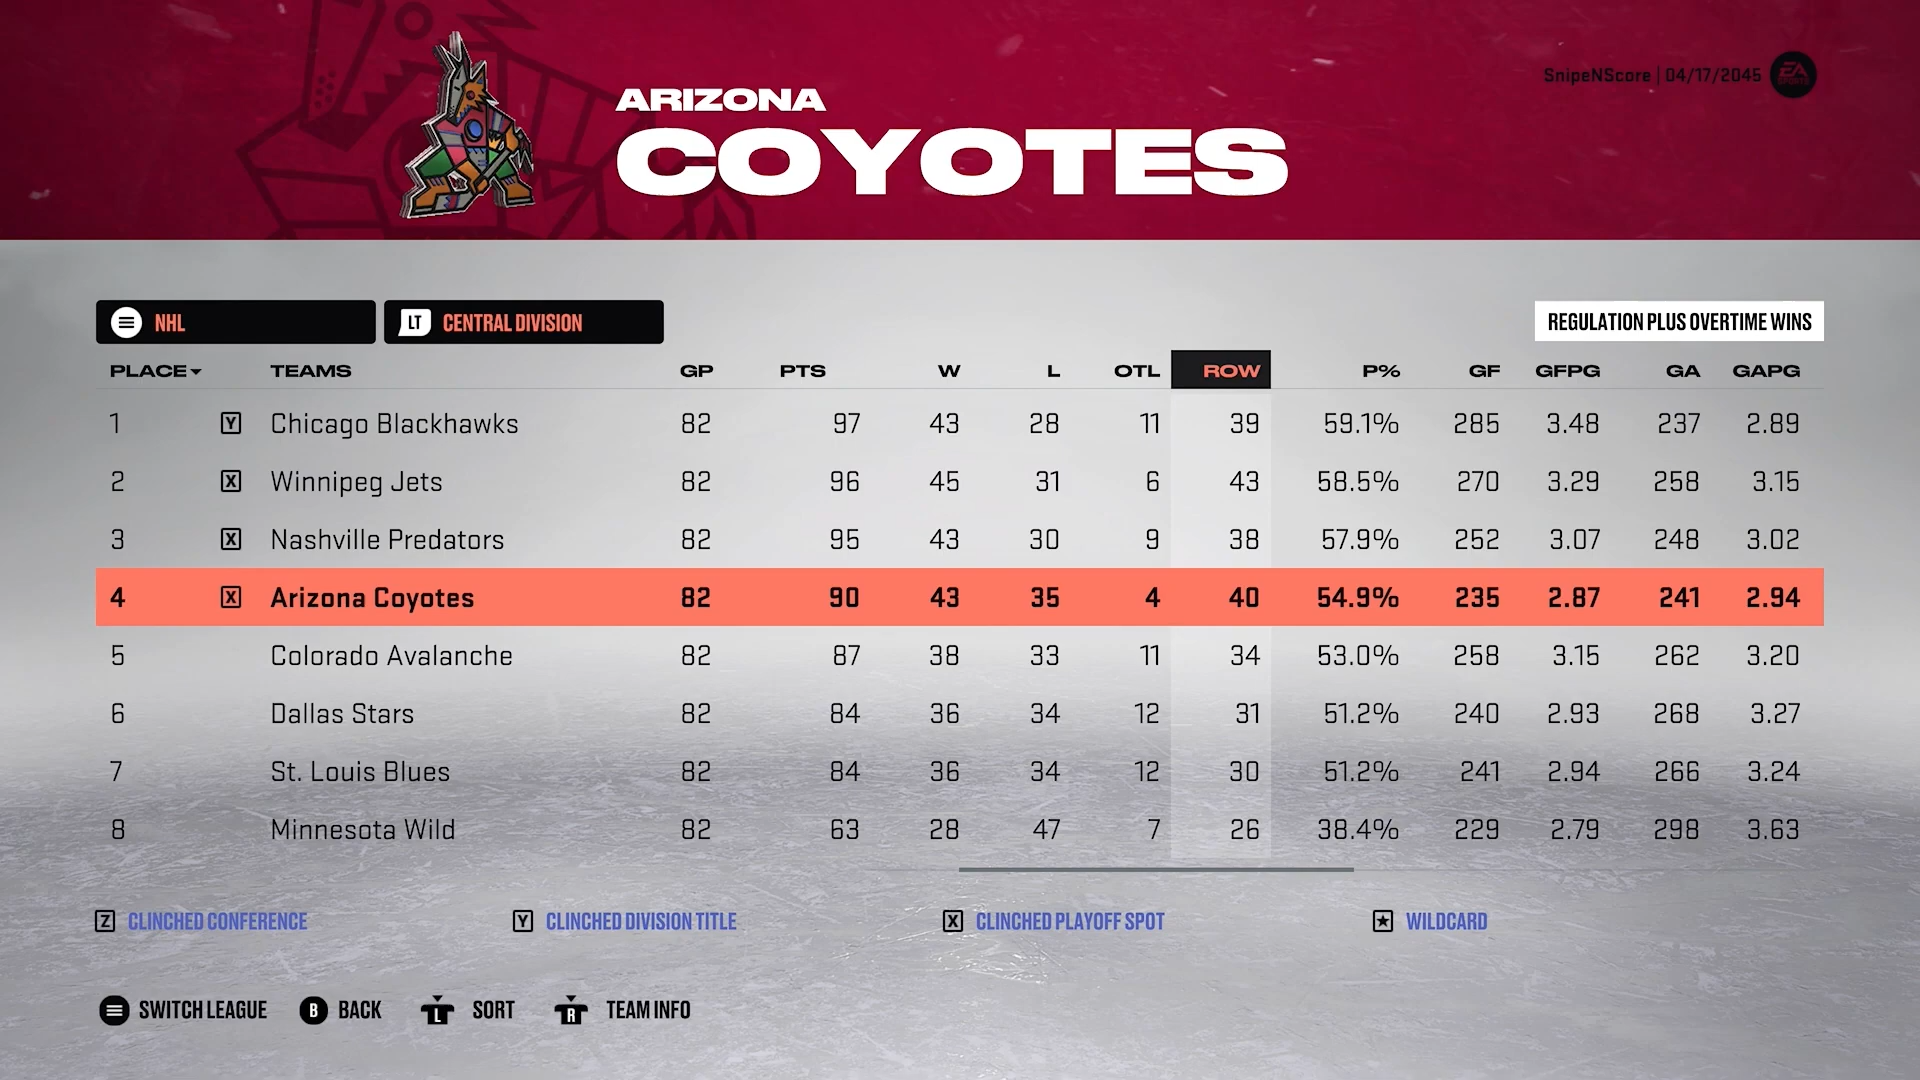 SnipeNScore | 04/17/2045
EA SPORTS
ARIZONA
COYOTES
NHL
LT CENTRAL DIVISION
REGULATION PLUS OVERTIME WINS
PLACE TEAMS GP PTS W L OTL ROW P% GF GFPG GA GAPG
1 Y Chicago Blackhawks 82 97 43 28 11 39 59.1% 285 3.48 237 2.89
2 X Winnipeg Jets 82 96 45 31 6 43 58.5% 270 3.29 258 3.15
3 X Nashville Predators 82 95 43 30 9 38 57.9% 252 3.07 248 3.02
4 X Arizona Coyotes 82 90 43 35 4 40 54.9% 235 2.87 241 2.94
5 Colorado Avalanche 82 87 38 33 11 34 53.0% 258 3.15 262 3.20
6 Dallas Stars 82 84 36 34 12 31 51.2% 240 2.93 268 3.27
7 St. Louis Blues 82 84 36 34 12 30 51.2% 241 2.94 266 3.24
8 Minnesota Wild 82 63 28 47 7 26 38.4% 229 2.79 298 3.63
Z CLINCHED CONFERENCE Y CLINCHED DIVISION TITLE X CLINCHED PLAYOFF SPOT ★ WILDCARD
SWITCH LEAGUE B BACK L SORT R TEAM INFO